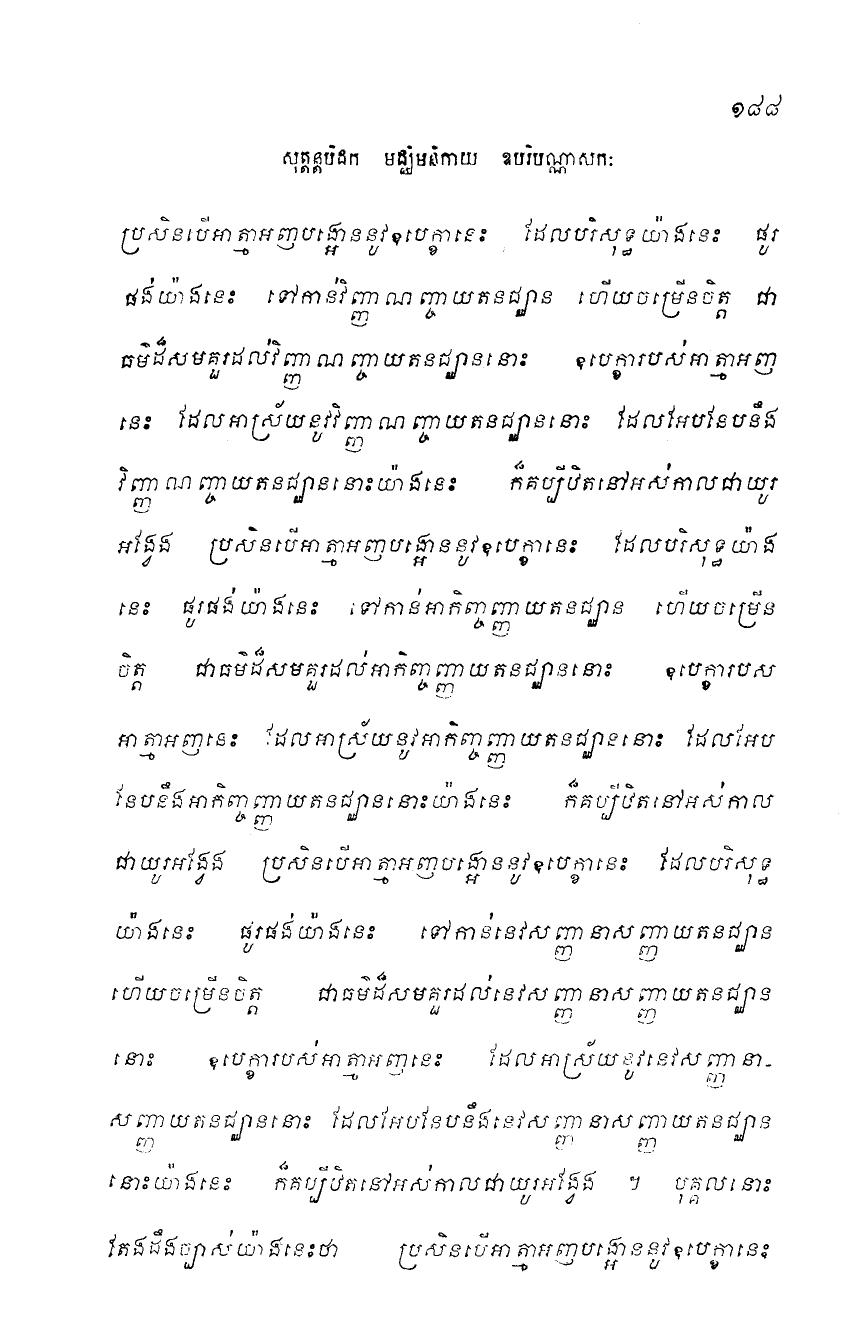 ១៨៨
សុត្តន្តបិដក មជ្ឈិមនិកាយ ឧបរិបណ្ណាសកៈ
ប្រសិនបើអាត្មាអញបង្អោននូវឧបេក្ខានេះ ដែលបរិសុទ្ធយ៉ាងនេះ ផូរ
ផង់យ៉ាងនេះ ទៅកាន់វិញ្ញាណញ្ចាយតនជ្ឈាន ហើយចម្រើនចិត្ត ជា
ធម៌ដ៏សមគួរដល់វិញ្ញាណញ្ចាយតនជ្ឈាននោះ ឧបេក្ខារបស់អាត្មាអញ
នេះ ដែលអាស្រ័យនូវវិញ្ញាណញ្ចាយតនជ្ឈាននោះ ដែលអែបនែបនឹង
វិញ្ញាណញ្ចាយតនជ្ឈាននោះយ៉ាងនេះ ក៏គប្បីឋិតនៅអស់កាលជាយូរ
អង្វែង ប្រសិនបើអាត្មាអញបង្អោននូវឧបេក្ខានេះ ដែលបរិសុទ្ធយ៉ាង
នេះ ផូរផង់យ៉ាងនេះ ទៅកាន់អាកិញ្ចញ្ញាយតនជ្ឈាន ហើយចម្រើន
ចិត្ត ជាធម៌ដ៏សមគួរដល់អាកិញ្ចញ្ញាយតនជ្ឈាននោះ ឧបេក្ខារបស
អាត្មាអញនេះ ដែលអាស្រ័យនូវអាកិញ្ចញ្ញាយតនជ្ឈាននោះ ដែលអែប
នែបនឹងអាកិញ្ចញ្ញាយតនជ្ឈាននោះយ៉ាងនេះ ក៏គប្បីឋិតនៅអស់កាល
ជាយូរអង្វែង ប្រសិនបើអាត្មាអញបង្អោននូវឧបេក្ខានេះ ដែលបរិសុទ្ធ
យ៉ាងនេះ ផូរផង់យ៉ាងនេះ ទៅកាន់នេវសញ្ញានាសញ្ញាយតនជ្ឈាន
ហើយចម្រើនចិត្ត ជាធម៌ដ៏សមគួរដល់នេវសញ្ញានាសញ្ញាយតនជ្ឈាន
នោះ ឧបេក្ខារបស់អាត្មាអញនេះ ដែលអាស្រ័យនូវនេវសញ្ញានា-
សញ្ញាយតនជ្ឈាននោះ ដែលអែបនែបនឹងនេវសញ្ញានាសញ្ញាយតនជ្ឈាន
នោះយ៉ាងនេះ ក៏គប្បីឋិតនៅអស់កាលជាយូរអង្វែង ។ បុគ្គលនោះ
តែងដឹងច្បាស់យ៉ាងនេះថា ប្រសិនបើអាត្មាអញបង្អោននូវឧបេក្ខានេះ